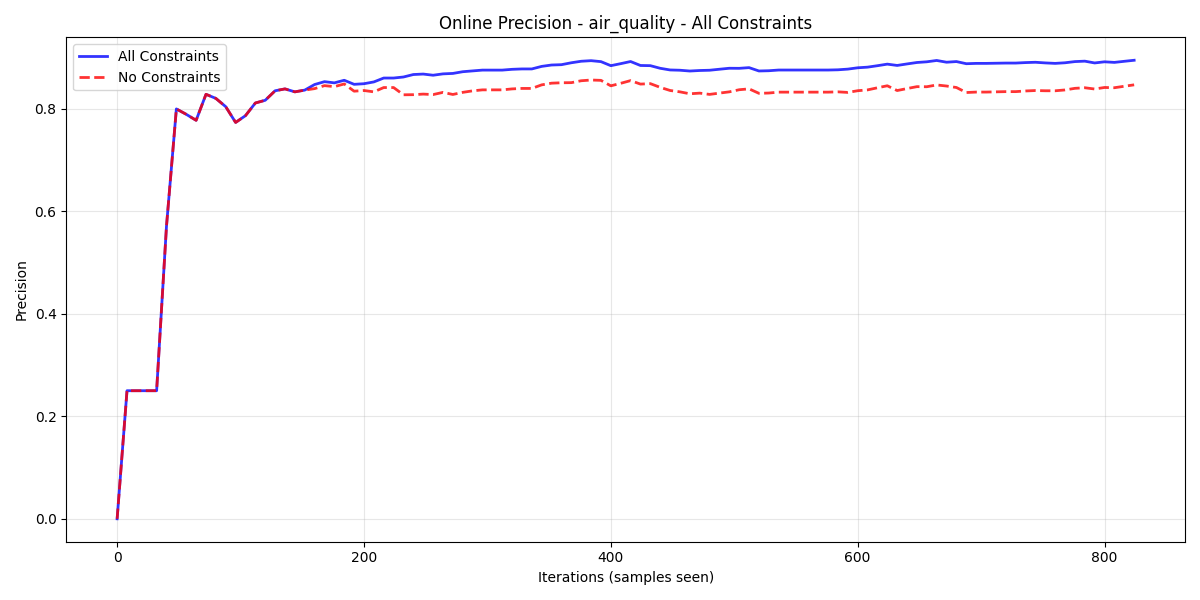 Online Precision - air_quality - All Constraints
All Constraints
No Constraints
Precision
0.8
0.6
0.4
0.2
0.0
0
200
400
600
800
Iterations (samples seen)